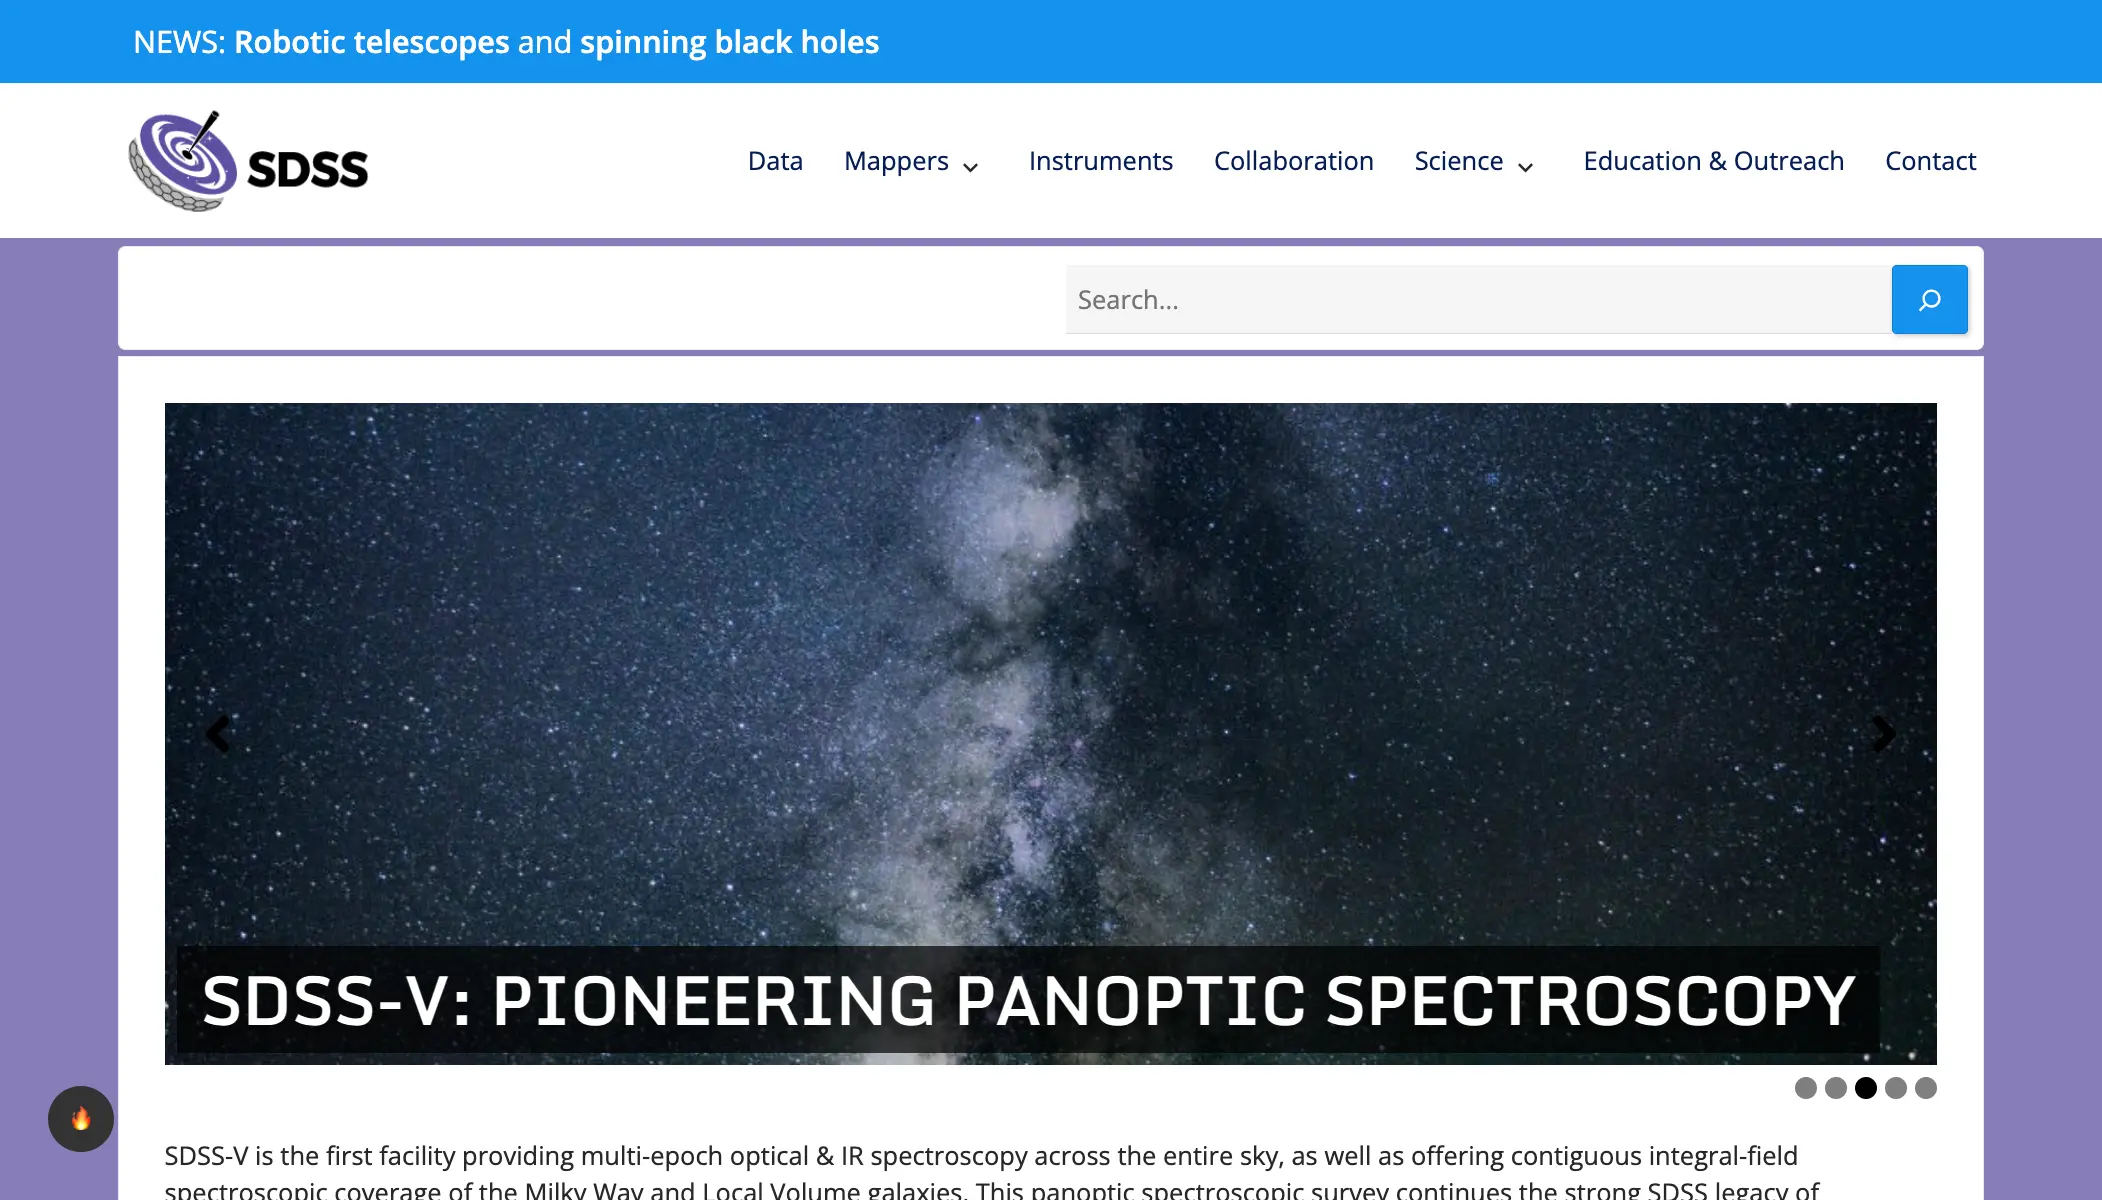 NEWS: Robotic telescopes and spinning black holes
SDSS
Data Mappers Instruments Collaboration Science Education & Outreach Contact
Search...
SDSS-V: PIONEERING PANOPTIC SPECTROSCOPY
SDSS-V is the first facility providing multi-epoch optical & IR spectroscopy across the entire sky, as well as offering contiguous integral-field
spectroscopic coverage of the Milky Way and Local Volume galaxies. This panoptic spectroscopic survey continues the strong SDSS legacy of